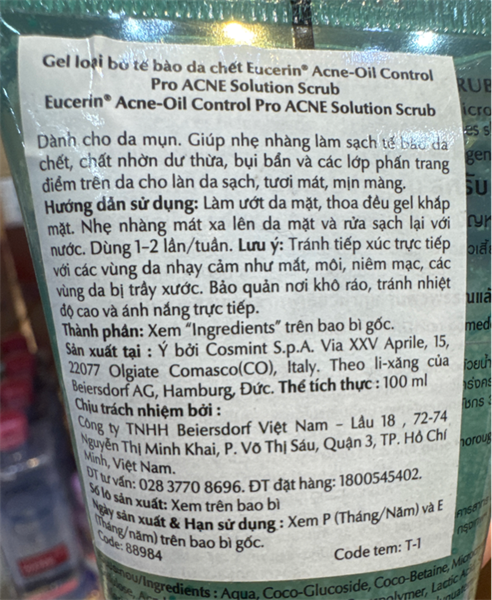 Gel loại bỏ tế bào da chết Eucerin® Acne-Oil Control
Pro ACNE Solution Scrub
Eucerin® Acne-Oil Control Pro ACNE Solution Scrub
Dành cho da mụn. Giúp nhẹ nhàng làm sạch tế bào da
chết, chất nhờn dư thừa, bụi bẩn và các lớp phấn trang
điểm trên da cho làn da sạch, tươi mát, mịn màng.
Hướng dẫn sử dụng: Làm ướt da mặt, thoa đều gel khắp
mặt. Nhẹ nhàng mát xa lên da mặt và rửa sạch lại với
nước. Dùng 1-2 lần/tuần. Lưu ý: Tránh tiếp xúc trực tiếp
với các vùng da nhạy cảm như mắt, môi, niêm mạc, các
vùng da bị trầy xước. Bảo quản nơi khô ráo, tránh nhiệt
độ cao và ánh nắng trực tiếp.
Thành phần: Xem "Ingredients" trên bao bì gốc.
Sản xuất tại : Ý bởi Cosmint S.p.A. Via XXV Aprile, 15,
22077 Olgiate Comasco(CO), Italy. Theo li-xăng của
Beiersdorf AG, Hamburg, Đức. Thể tích thực : 100 ml
Chịu trách nhiệm bởi :
Công ty TNHH Beiersdorf Việt Nam - Lầu 18 , 72-74
Nguyễn Thị Minh Khai, P. Võ Thị Sáu, Quận 3, TP. Hồ Chí
Minh, Việt Nam.
ĐT tư vấn: 028 3770 8696. ĐT đặt hàng: 1800545402.
Số lô sản xuất: Xem trên bao bì
Ngày sản xuất & Hạn sử dụng : Xem P (Tháng/Năm) và E
(Tháng/năm) trên bao bì gốc.
Code: 88984
Code tem: T-1
/Ingredients : Aqua, Coco-Glucoside, Coco-Betaine,